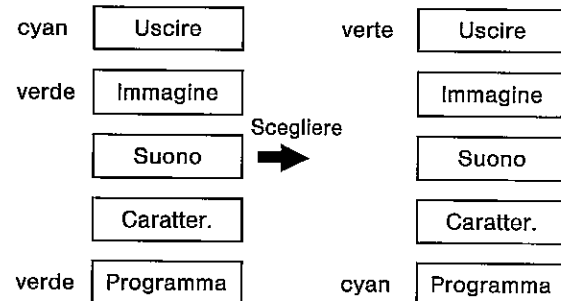 cyan Uscire verte Uscire
verde Immagine Immagine
Scegliere
Suono Suono
Caratter. Caratter.
verde Programma cyan Programma